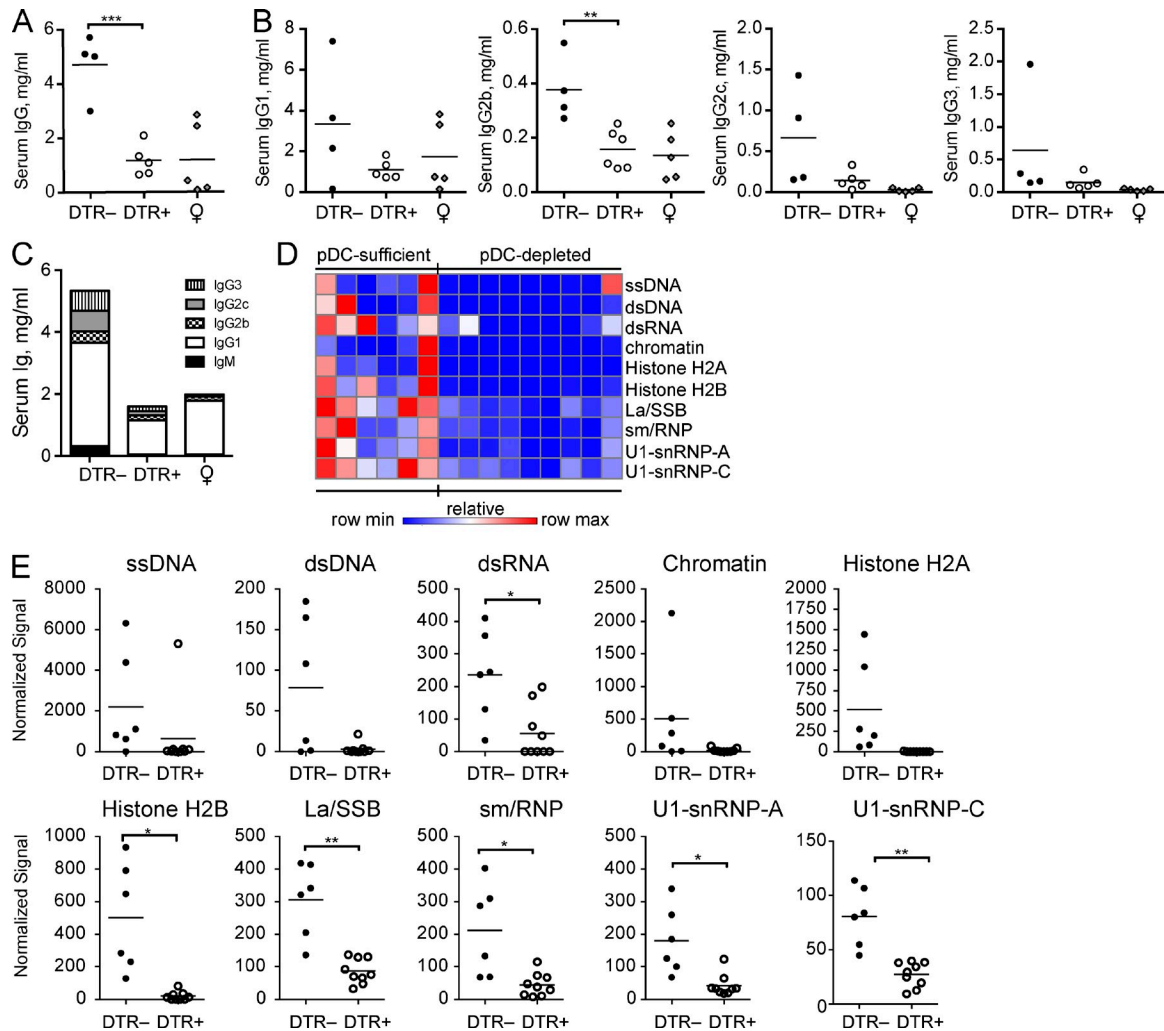 A
B
***
**
Serum IgG, mg/ml
6
4
2
0
DTR– DTR+ ♀
Serum IgG1, mg/ml
8
6
4
2
0
DTR– DTR+ ♀
Serum IgG2b, mg/ml
0.6
0.4
0.2
0.0
DTR– DTR+ ♀
Serum IgG2c, mg/ml
2.0
1.5
1.0
0.5
0.0
DTR– DTR+ ♀
Serum IgG3, mg/ml
2.5
2.0
1.5
1.0
0.5
0.0
DTR– DTR+ ♀
C
Serum Ig, mg/ml
6
4
2
0
IgG3
IgG2c
IgG2b
IgG1
IgM
DTR– DTR+ ♀
D
pDC-sufficient pDC-depleted
ssDNA
dsDNA
dsRNA
chromatin
Histone H2A
Histone H2B
La/SSB
sm/RNP
U1-snRNP-A
U1-snRNP-C
relative
row min row max
E
ssDNA
Normalized Signal
8000
6000
4000
2000
0
DTR– DTR+
dsDNA
200
150
100
50
0
DTR– DTR+
dsRNA
*
500
400
300
200
100
0
DTR– DTR+
Chromatin
2500
2000
1500
1000
500
0
DTR– DTR+
Histone H2A
2000
1750
1500
1250
1000
750
500
250
0
DTR– DTR+
Histone H2B
*
Normalized Signal
1000
800
600
400
200
0
DTR– DTR+
La/SSB
**
500
400
300
200
100
0
DTR– DTR+
sm/RNP
*
500
400
300
200
100
0
DTR– DTR+
U1-snRNP-A
*
500
400
300
200
100
0
DTR– DTR+
U1-snRNP-C
**
150
100
50
0
DTR– DTR+